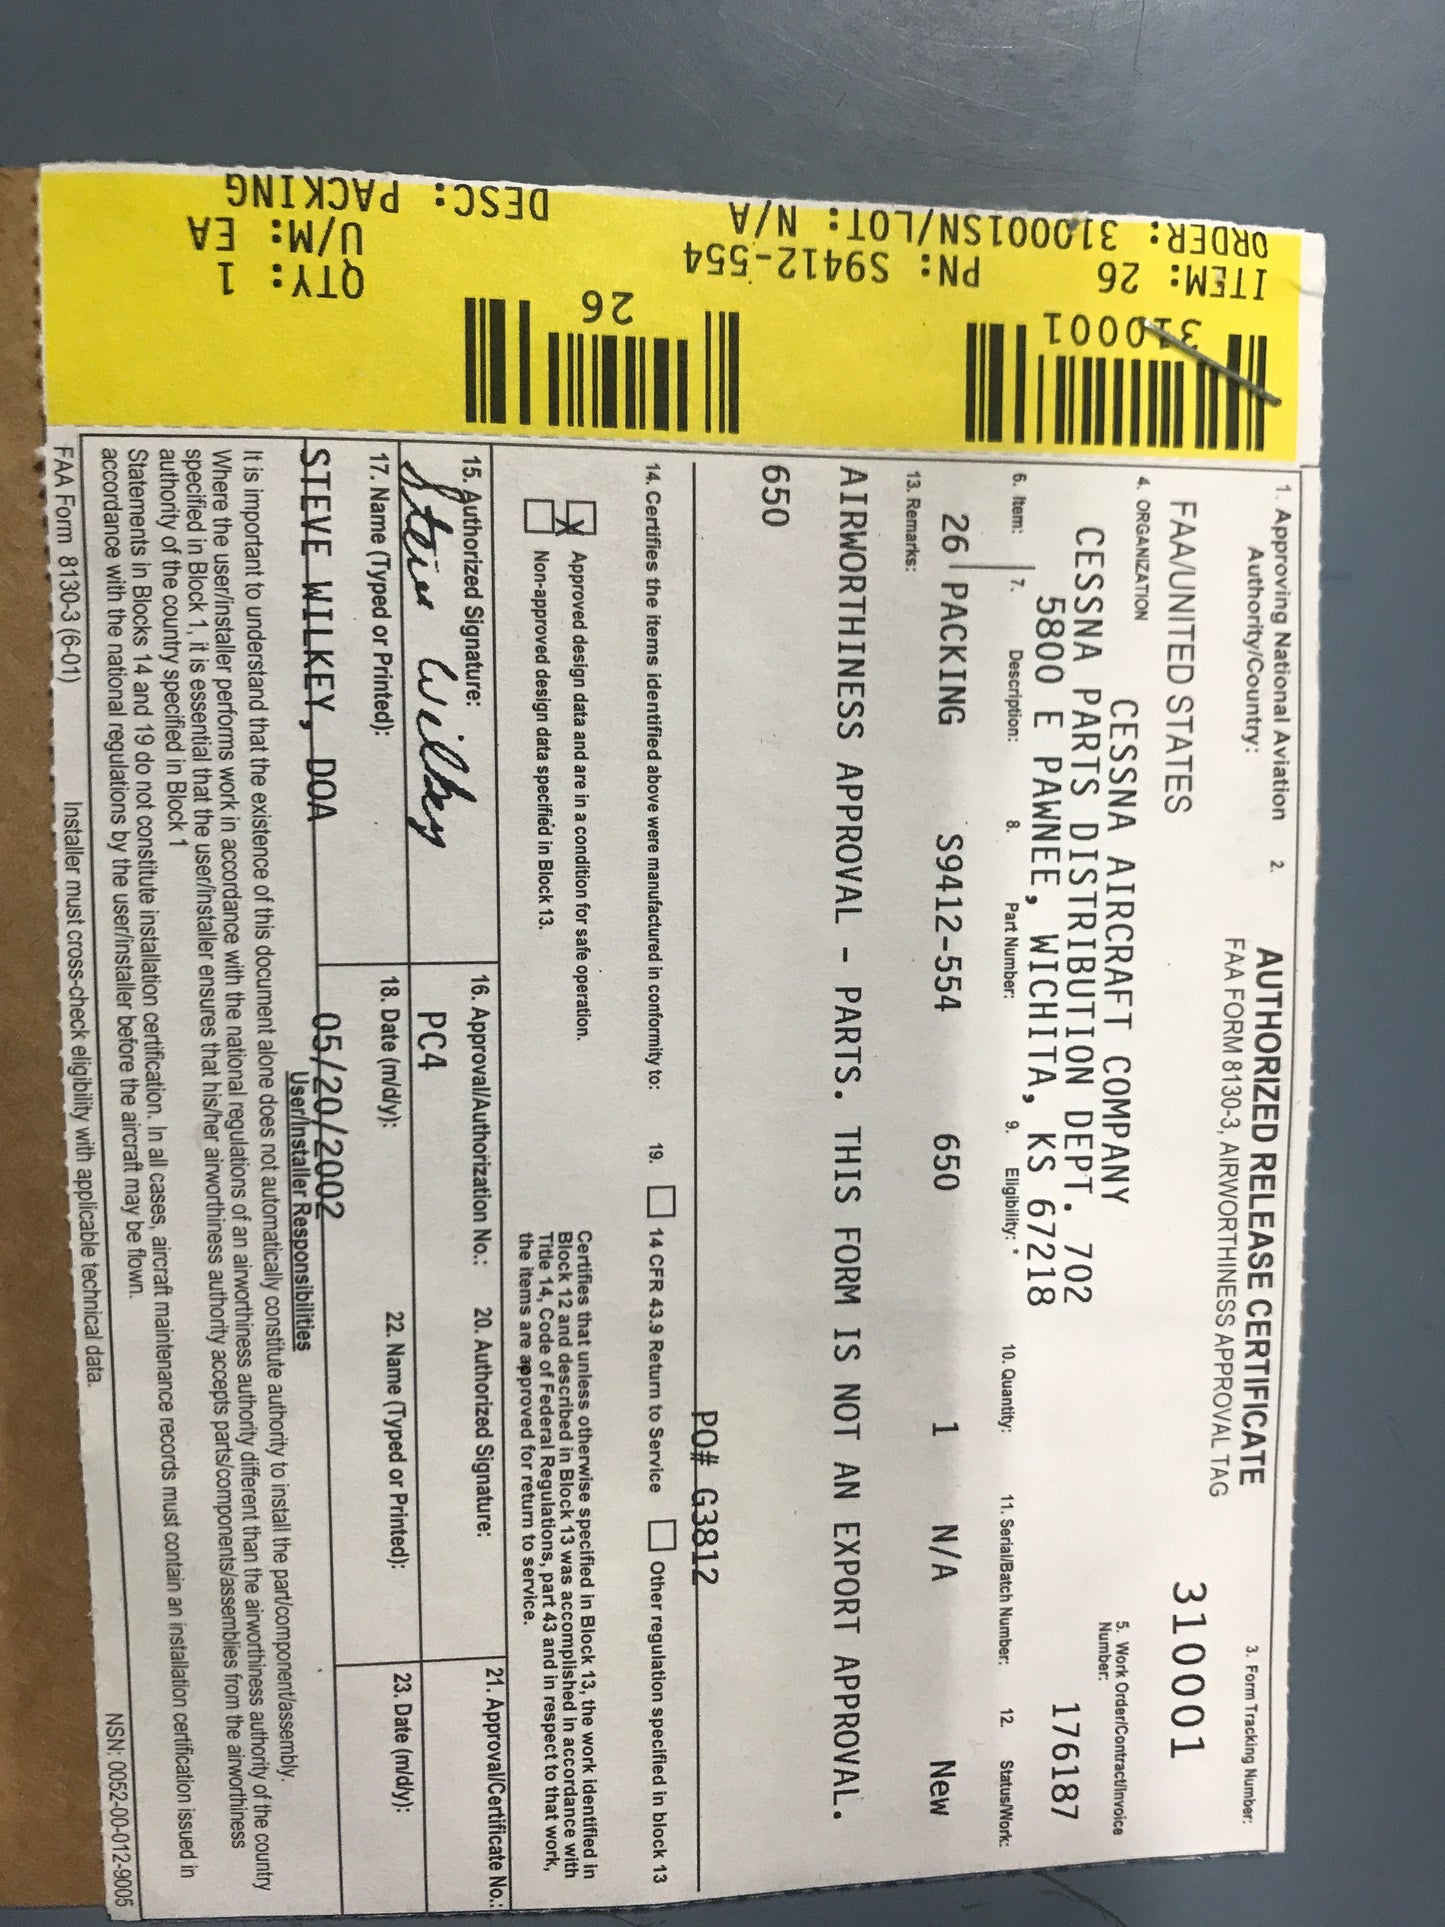 ORDER: 310001SN/LOT: N/A
DESC: PACKING
ITEM: 26
PN: S9412-554
U/M: EA
QTY: 1
310001
26
1. Approving National Aviation
Authority/Country:
2.
AUTHORIZED RELEASE CERTIFICATE
FAA FORM 8130-3, AIRWORTHINESS APPROVAL TAG
3. Form Tracking Number:
FAA/UNITED STATES
310001
4. ORGANIZATION
CESSNA AIRCRAFT COMPANY
CESSNA PARTS DISTRIBUTION DEPT. 702
5800 E PAWNEE, WICHITA, KS 67218
5. Work Order/Contract/Invoice
Number:
176187
6. Item: 7. Description: 8. Part Number: 9. Eligibility: * 10. Quantity: 11. Serial/Batch Number: 12. Status/Work:
26 PACKING S9412-554 650 1 N/A New
13. Remarks:
AIRWORTHINESS APPROVAL - PARTS. THIS FORM IS NOT AN EXPORT APPROVAL.
650
PO# G3812
14. Certifies the items identified above were manufactured in conformity to:
X Approved design data and are in a condition for safe operation.
Non-approved design data specified in Block 13.
19. 14 CFR 43.9 Return to Service Other regulation specified in block 13
Certifies that unless otherwise specified in Block 13, the work identified in
Block 12 and described in Block 13 was accomplished in accordance with
Title 14, Code of Federal Regulations, part 43 and in respect to that work,
the items are approved for return to service.
15. Authorized Signature: 16. Approval/Authorization No.: 20. Authorized Signature: 21. Approval/Certificate No.:
Steve Wilkey PC4
17. Name (Typed or Printed): 18. Date (m/d/y): 22. Name (Typed or Printed): 23. Date (m/d/y):
STEVE WILKEY, DOA 05/20/2002
User/Installer Responsibilities
It is important to understand that the existence of this document alone does not automatically constitute authority to install the part/component/assembly.
Where the user/installer performs work in accordance with the national regulations of an airworthiness authority different than the airworthiness authority of the country
specified in Block 1, it is essential that the user/installer ensures that his/her airworthiness authority accepts parts/components/assemblies from the airworthiness
authority of the country specified in Block 1
Statements in Blocks 14 and 19 do not constitute installation certification. In all cases, aircraft maintenance records must contain an installation certification issued in
accordance with the national regulations by the user/installer before the aircraft may be flown.
FAA Form 8130-3 (6-01) Installer must cross-check eligibility with applicable technical data. NSN: 0052-00-012-9005